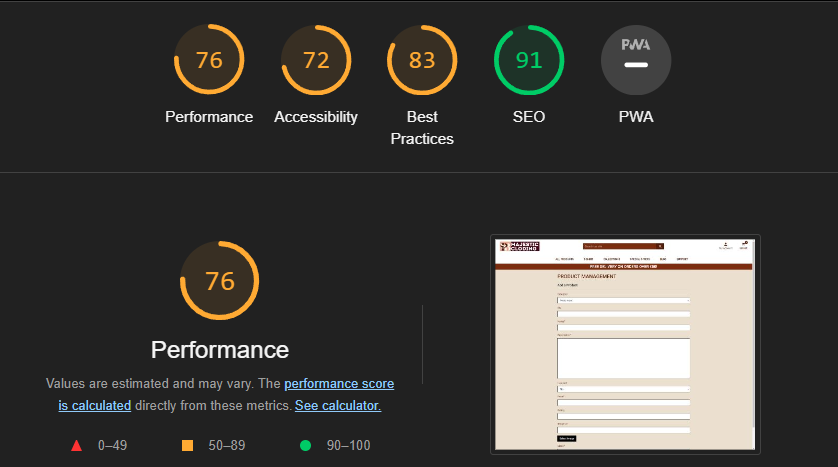 76
72
83
91
PWA
Performance
Accessibility
Best
Practices
SEO
PWA
76
Performance
Values are estimated and may vary. The performance score
is calculated directly from these metrics. See calculator.
0–49
50–89
90–100
MAJESTIC
CLODING
PRODUCT MANAGEMENT